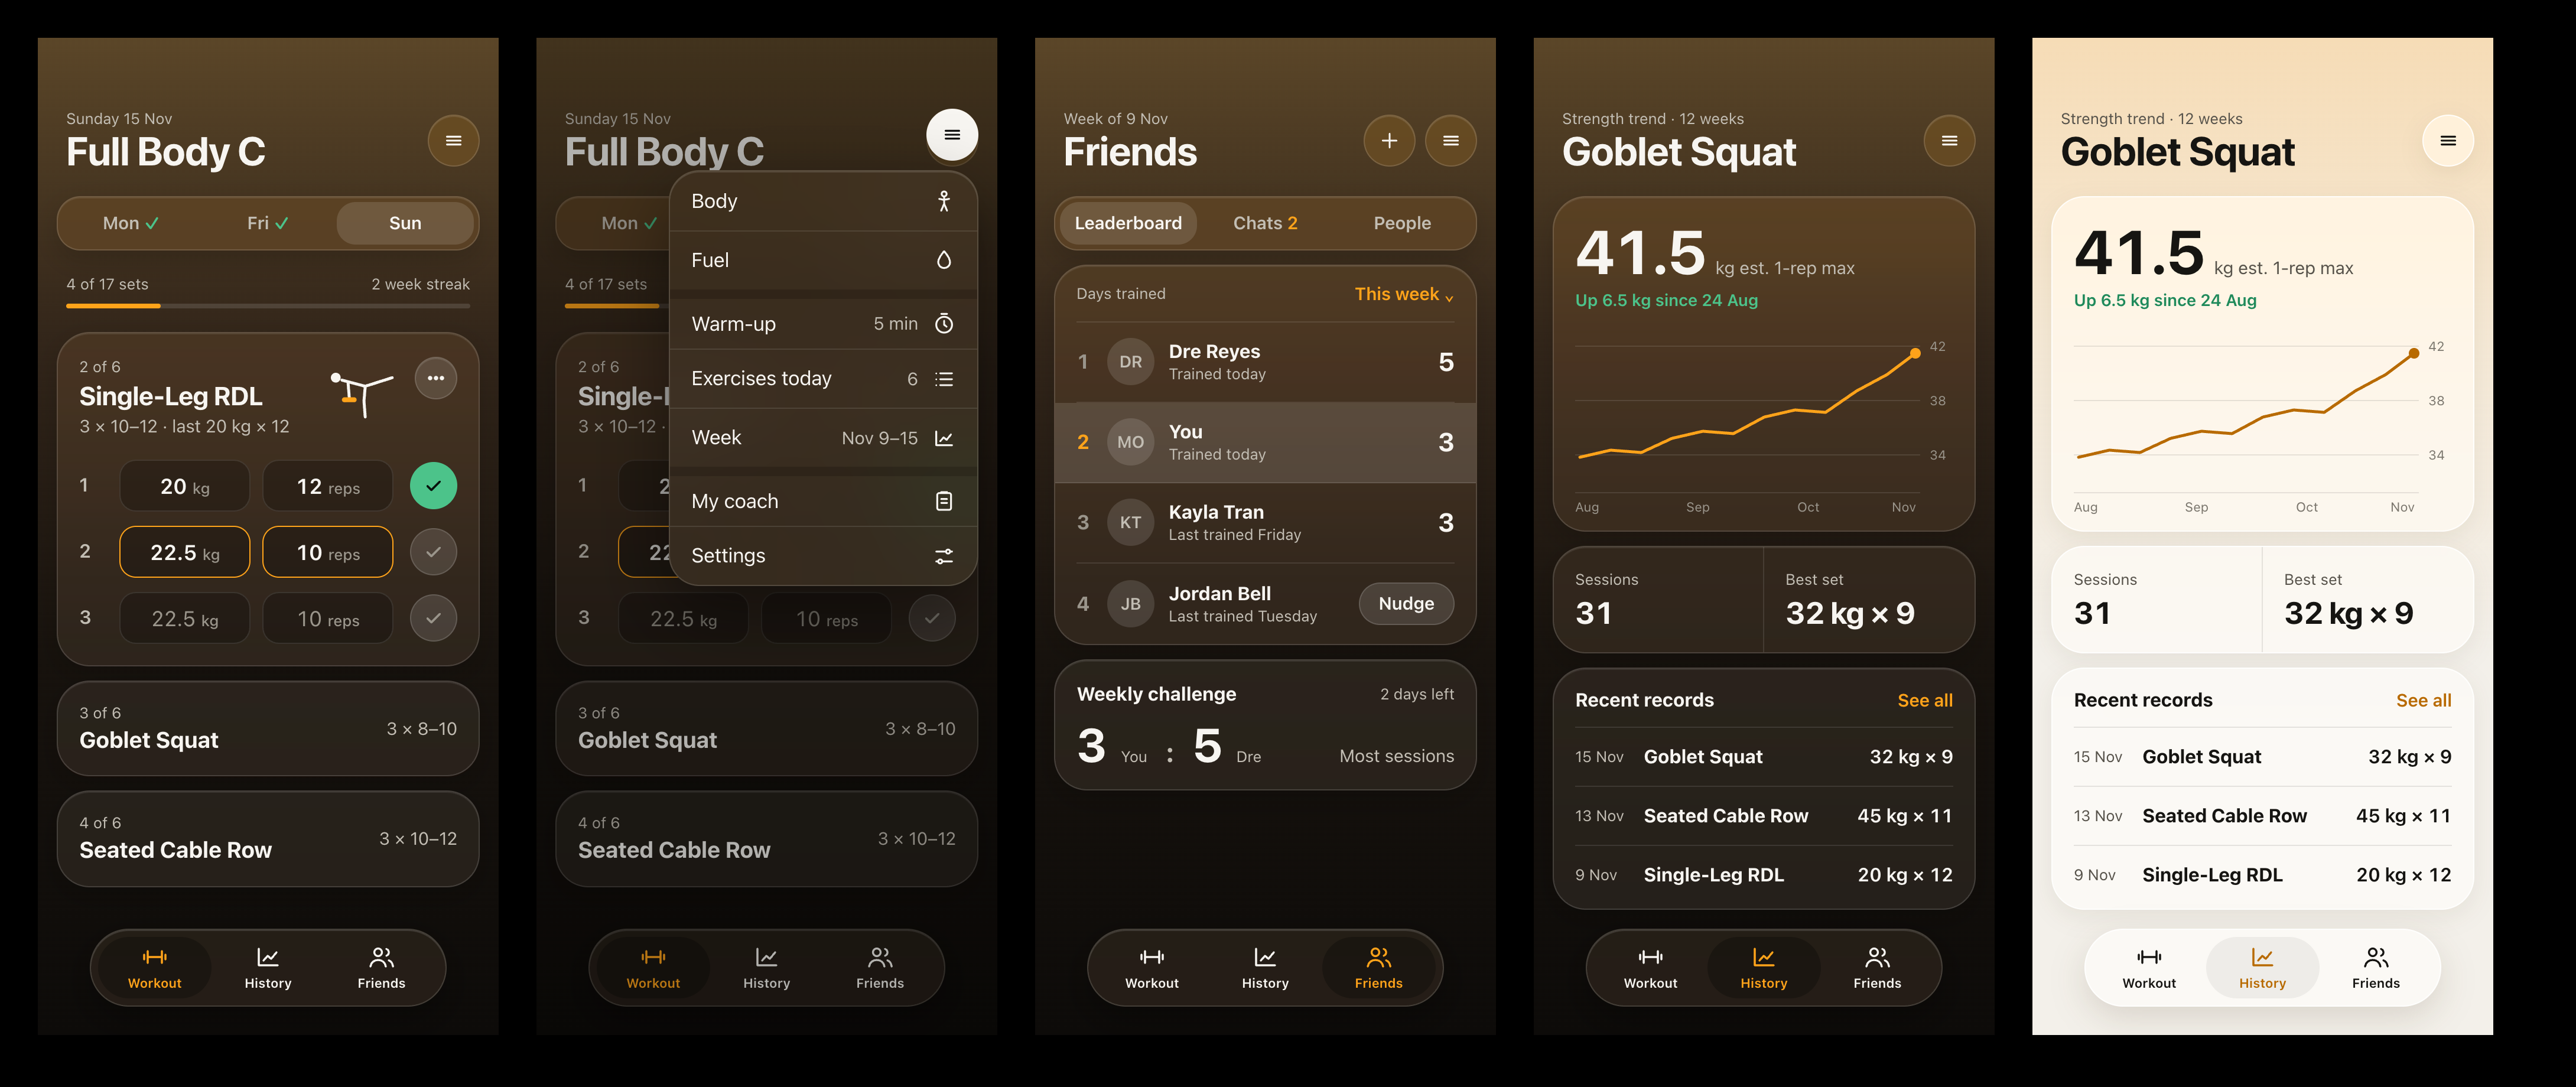 Sunday 15 Nov
Full Body C
Mon
Fri
Sun
4 of 17 sets
2 week streak
2 of 6
Single-Leg RDL
3 × 10–12 · last 20 kg × 12
1 20 kg 12 reps
2 22.5 kg 10 reps
3 22.5 kg 10 reps
3 of 6
Goblet Squat
3 × 8–10
4 of 6
Seated Cable Row
3 × 10–12
Workout
History
Friends
Sunday 15 Nov
Full Body C
Mon
4 of 17 sets
2 of 6
Single-L
3 × 10–12 ·
1 2
2 22
3 22.5 kg 10 reps
Body
Fuel
Warm-up 5 min
Exercises today 6
Week Nov 9–15
My coach
Settings
3 of 6
Goblet Squat
3 × 8–10
4 of 6
Seated Cable Row
3 × 10–12
Workout
History
Friends
Week of 9 Nov
Friends
Leaderboard
Chats 2
People
Days trained
This week
1 DR Dre Reyes 5
Trained today
2 MO You 3
Trained today
3 KT Kayla Tran 3
Last trained Friday
4 JB Jordan Bell Nudge
Last trained Tuesday
Weekly challenge
2 days left
3 You : 5 Dre
Most sessions
Workout
History
Friends
Strength trend · 12 weeks
Goblet Squat
41.5 kg est. 1-rep max
Up 6.5 kg since 24 Aug
42
38
34
Aug Sep Oct Nov
Sessions
31
Best set
32 kg × 9
Recent records
See all
15 Nov Goblet Squat 32 kg × 9
13 Nov Seated Cable Row 45 kg × 11
9 Nov Single-Leg RDL 20 kg × 12
Workout
History
Friends
Strength trend · 12 weeks
Goblet Squat
41.5 kg est. 1-rep max
Up 6.5 kg since 24 Aug
42
38
34
Aug Sep Oct Nov
Sessions
31
Best set
32 kg × 9
Recent records
See all
15 Nov Goblet Squat 32 kg × 9
13 Nov Seated Cable Row 45 kg × 11
9 Nov Single-Leg RDL 20 kg × 12
Workout
History
Friends